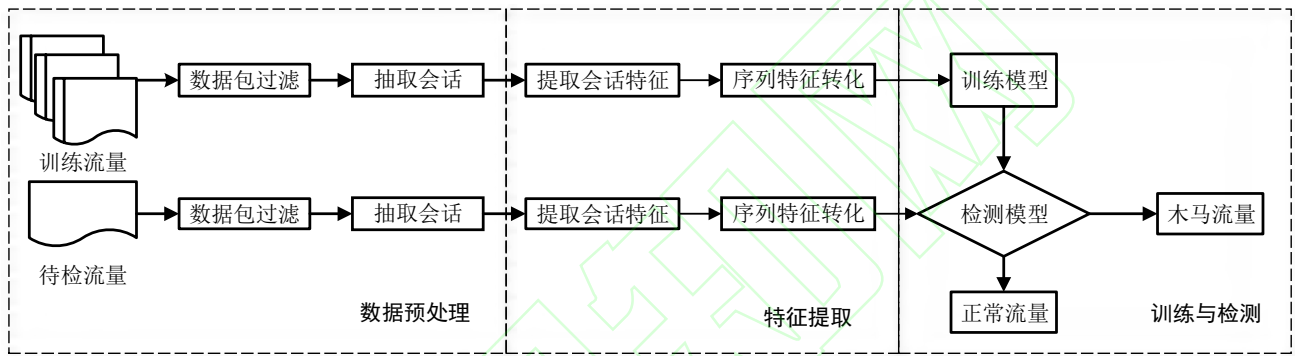 数据包过滤
抽取会话
提取会话特征
序列特征转化
训练模型
训练流量
数据包过滤
抽取会话
提取会话特征
序列特征转化
检测模型
木马流量
待检流量
数据预处理
特征提取
正常流量
训练与检测